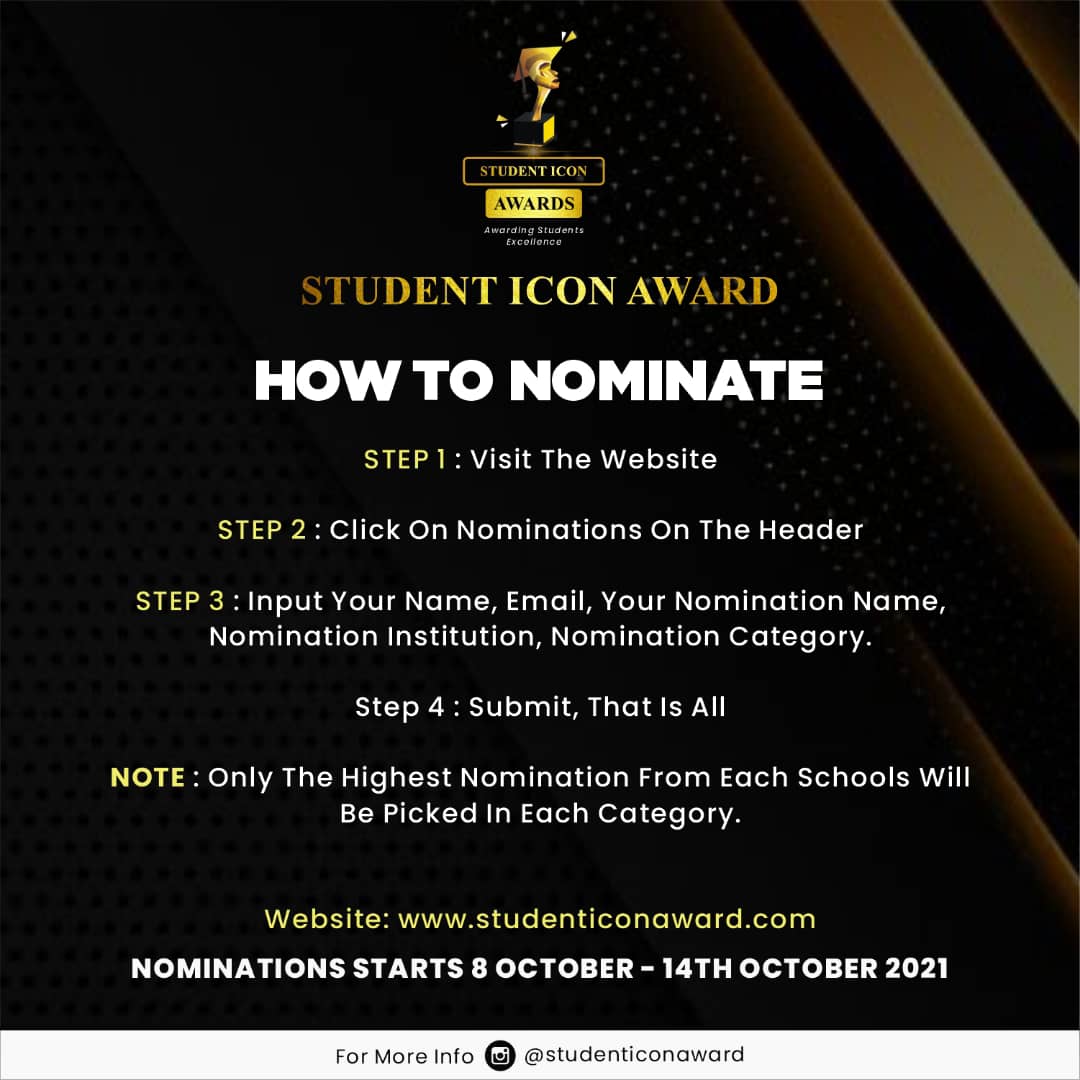 STUDENT ICON
AWARDS
Awarding Students
Excellence
STUDENT ICON AWARD
HOW TO NOMINATE
STEP 1 : Visit The Website
STEP 2 : Click On Nominations On The Header
STEP 3 : Input Your Name, Email, Your Nomination Name,
Nomination Institution, Nomination Category.
Step 4 : Submit, That Is All
NOTE : Only The Highest Nomination From Each Schools Will
Be Picked In Each Category.
Website: www.studenticonaward.com
NOMINATIONS STARTS 8 OCTOBER - 14TH OCTOBER 2021
For More Info @studenticonaward